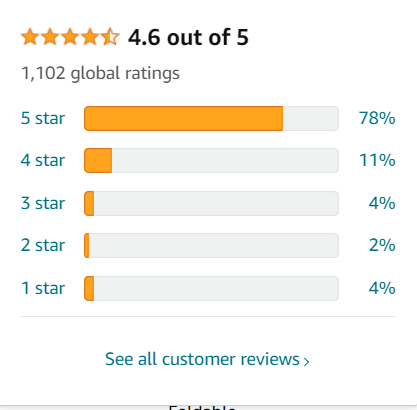 4.6 out of 5
1,102 global ratings
5 star 78%
4 star 11%
3 star 4%
2 star 2%
1 star 4%
See all customer reviews ›
Foldable